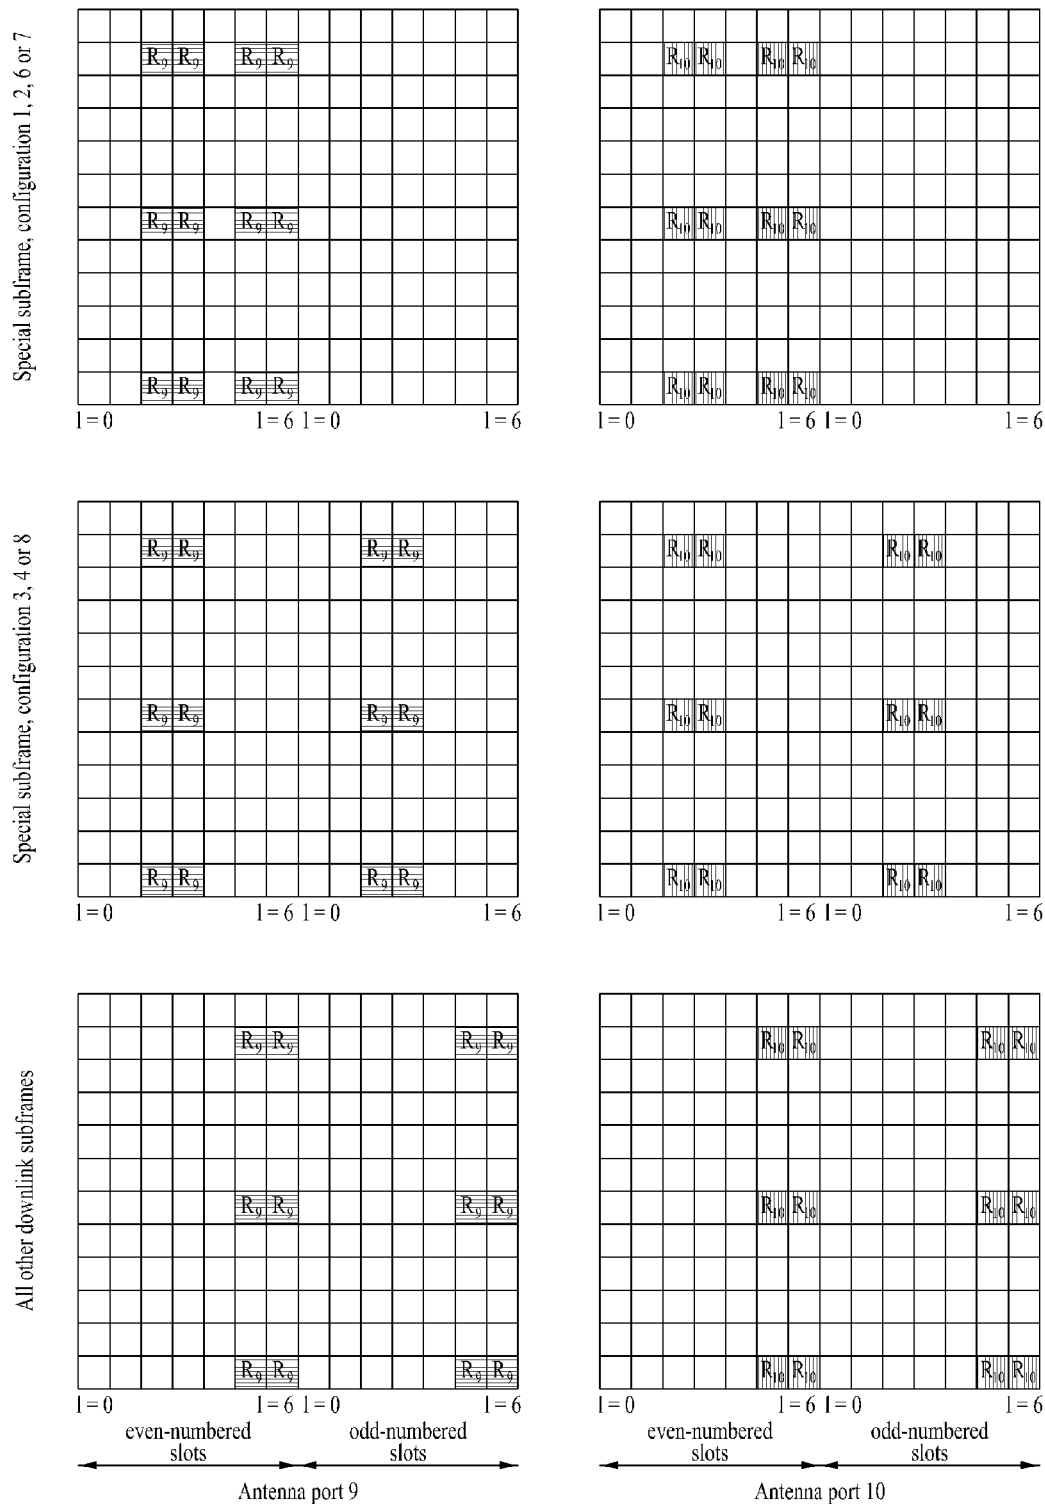 Special subframe, configuration 1, 2, 6 or 7
R9 R9 R9 R9 R10 R10 R10 R10
R9 R9 R9 R9 R10 R10 R10 R10
R9 R9 R9 R9 R10 R10 R10 R10
l = 0 l = 6 l = 0 l = 6 l = 0 l = 6 l = 0 l = 6
Special subframe, configuration 3, 4 or 8
R9 R9 R9 R9 R10 R10 R10 R10
R9 R9 R9 R9 R10 R10 R10 R10
R9 R9 R9 R9 R10 R10 R10 R10
l = 0 l = 6 l = 0 l = 6 l = 0 l = 6 l = 0 l = 6
All other downlink subframes
R9 R9 R9 R9 R10 R10 R10 R10
R9 R9 R9 R9 R10 R10 R10 R10
R9 R9 R9 R9 R10 R10 R10 R10
l = 0 l = 6 l = 0 l = 6 l = 0 l = 6 l = 0 l = 6
even-numbered odd-numbered even-numbered odd-numbered
slots slots slots slots
Antenna port 9 Antenna port 10